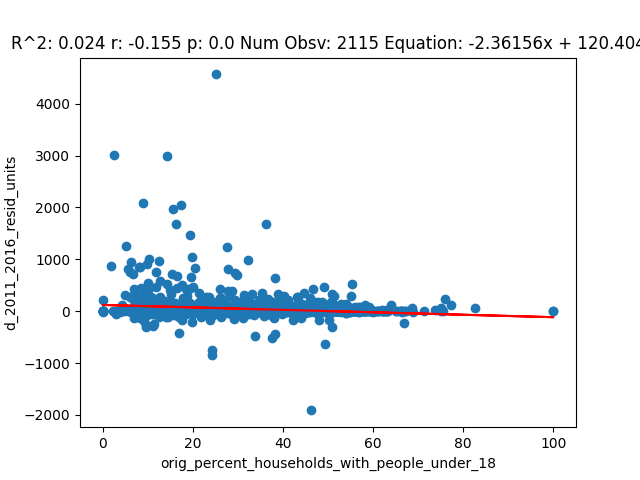 R^2: 0.024 r: -0.155 p: 0.0 Num Obsv: 2115 Equation: -2.36156x + 120.404
d_2011_2016_resid_units
4000
3000
2000
1000
0
−1000
−2000
0 20 40 60 80 100
orig_percent_households_with_people_under_18